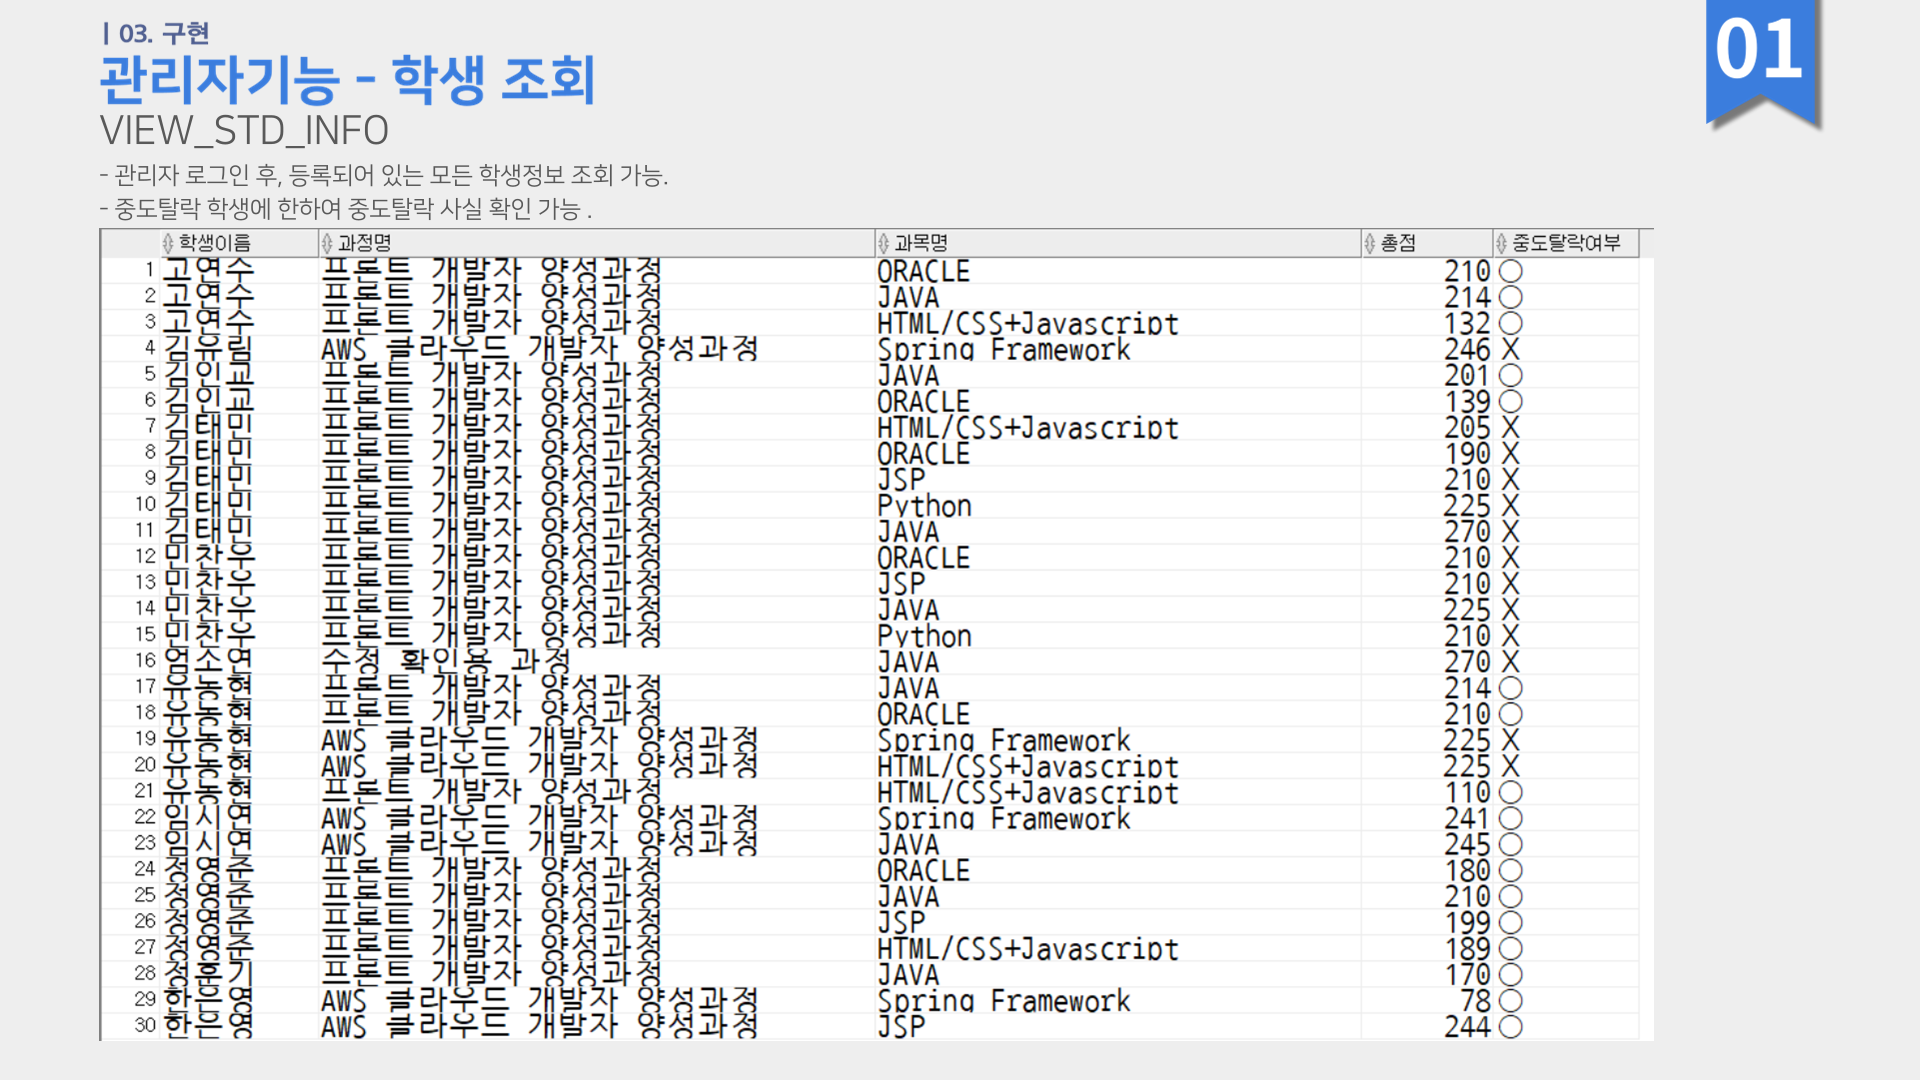 | 03. 구현
관리자기능 - 학생 조회
VIEW_STD_INFO
- 관리자 로그인 후, 등록되어 있는 모든 학생정보 조회 가능.
- 중도탈락 학생에 한하여 중도탈락 사실 확인 가능 .
01
학생이름 과정명 과목명 총점 중도탈락여부
1 고연수 프론트 개발자 양성과정 ORACLE 210 ○
2 고연수 프론트 개발자 양성과정 JAVA 214 ○
3 고연수 프론트 개발자 양성과정 HTML/CSS+Javascript 132 ○
4 김유림 AWS 클라우드 개발자 양성과정 Spring Framework 246 X
5 김인교 프론트 개발자 양성과정 JAVA 201 ○
6 김인교 프론트 개발자 양성과정 ORACLE 139 ○
7 김태민 프론트 개발자 양성과정 HTML/CSS+Javascript 205 X
8 김태민 프론트 개발자 양성과정 ORACLE 190 X
9 김태민 프론트 개발자 양성과정 JSP 210 X
10 김태민 프론트 개발자 양성과정 Python 225 X
11 김태민 프론트 개발자 양성과정 JAVA 270 X
12 민찬우 프론트 개발자 양성과정 ORACLE 210 X
13 민찬우 프론트 개발자 양성과정 JSP 210 X
14 민찬우 프론트 개발자 양성과정 JAVA 225 X
15 민찬우 프론트 개발자 양성과정 Python 210 X
16 엄소연 수정 확인용 과정 JAVA 270 X
17 유동현 프론트 개발자 양성과정 JAVA 214 ○
18 유동현 프론트 개발자 양성과정 ORACLE 210 ○
19 유동현 AWS 클라우드 개발자 양성과정 Spring Framework 225 X
20 유동현 AWS 클라우드 개발자 양성과정 HTML/CSS+Javascript 225 X
21 유동현 프론트 개발자 양성과정 HTML/CSS+Javascript 110 ○
22 임시연 AWS 클라우드 개발자 양성과정 Spring Framework 241 ○
23 임시연 AWS 클라우드 개발자 양성과정 JAVA 245 ○
24 정영준 프론트 개발자 양성과정 ORACLE 180 ○
25 정영준 프론트 개발자 양성과정 JAVA 210 ○
26 정영준 프론트 개발자 양성과정 JSP 199 ○
27 정영준 프론트 개발자 양성과정 HTML/CSS+Javascript 189 ○
28 정훈기 프론트 개발자 양성과정 JAVA 170 ○
29 한은영 AWS 클라우드 개발자 양성과정 Spring Framework 78 ○
30 한은영 AWS 클라우드 개발자 양성과정 JSP 244 ○